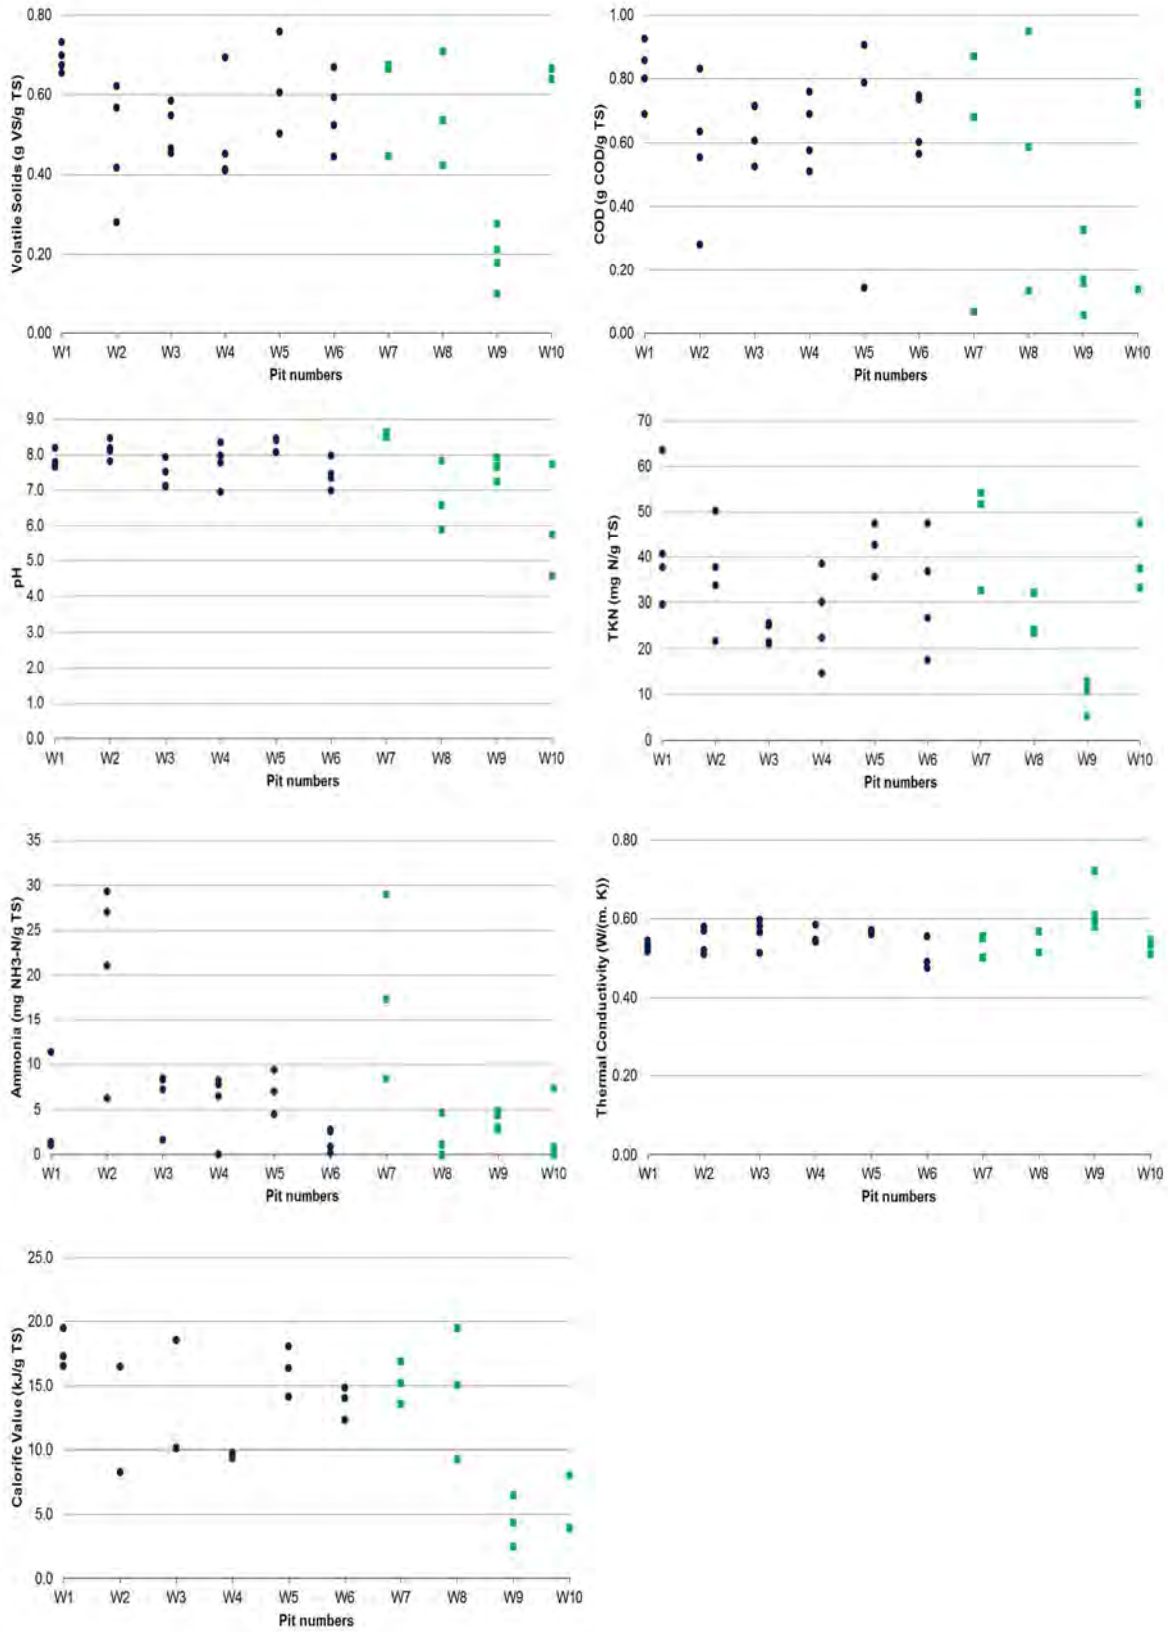 0.80
0.60
0.40
0.20
0.00
Volatile Solids (g VS/g TS)
W1 W2 W3 W4 W5 W6 W7 W8 W9 W10
Pit numbers
1.00
0.80
0.60
0.40
0.20
0.00
COD (g COD/g TS)
W1 W2 W3 W4 W5 W6 W7 W8 W9 W10
Pit numbers
9.0
8.0
7.0
6.0
5.0
4.0
3.0
2.0
1.0
0.0
pH
W1 W2 W3 W4 W5 W6 W7 W8 W9 W10
Pit numbers
70
60
50
40
30
20
10
0
TKN (mg N/g TS)
W1 W2 W3 W4 W5 W6 W7 W8 W9 W10
Pit numbers
35
30
25
20
15
10
5
0
Ammonia (mg NH3-N/g TS)
W1 W2 W3 W4 W5 W6 W7 W8 W9 W10
Pit numbers
0.80
0.60
0.40
0.20
0.00
Thermal Conductivity (W/(m. K))
W1 W2 W3 W4 W5 W6 W7 W8 W9 W10
Pit numbers
25.0
20.0
15.0
10.0
5.0
0.0
Calorifc Value (kJ/g TS)
W1 W2 W3 W4 W5 W6 W7 W8 W9 W10
Pit numbers